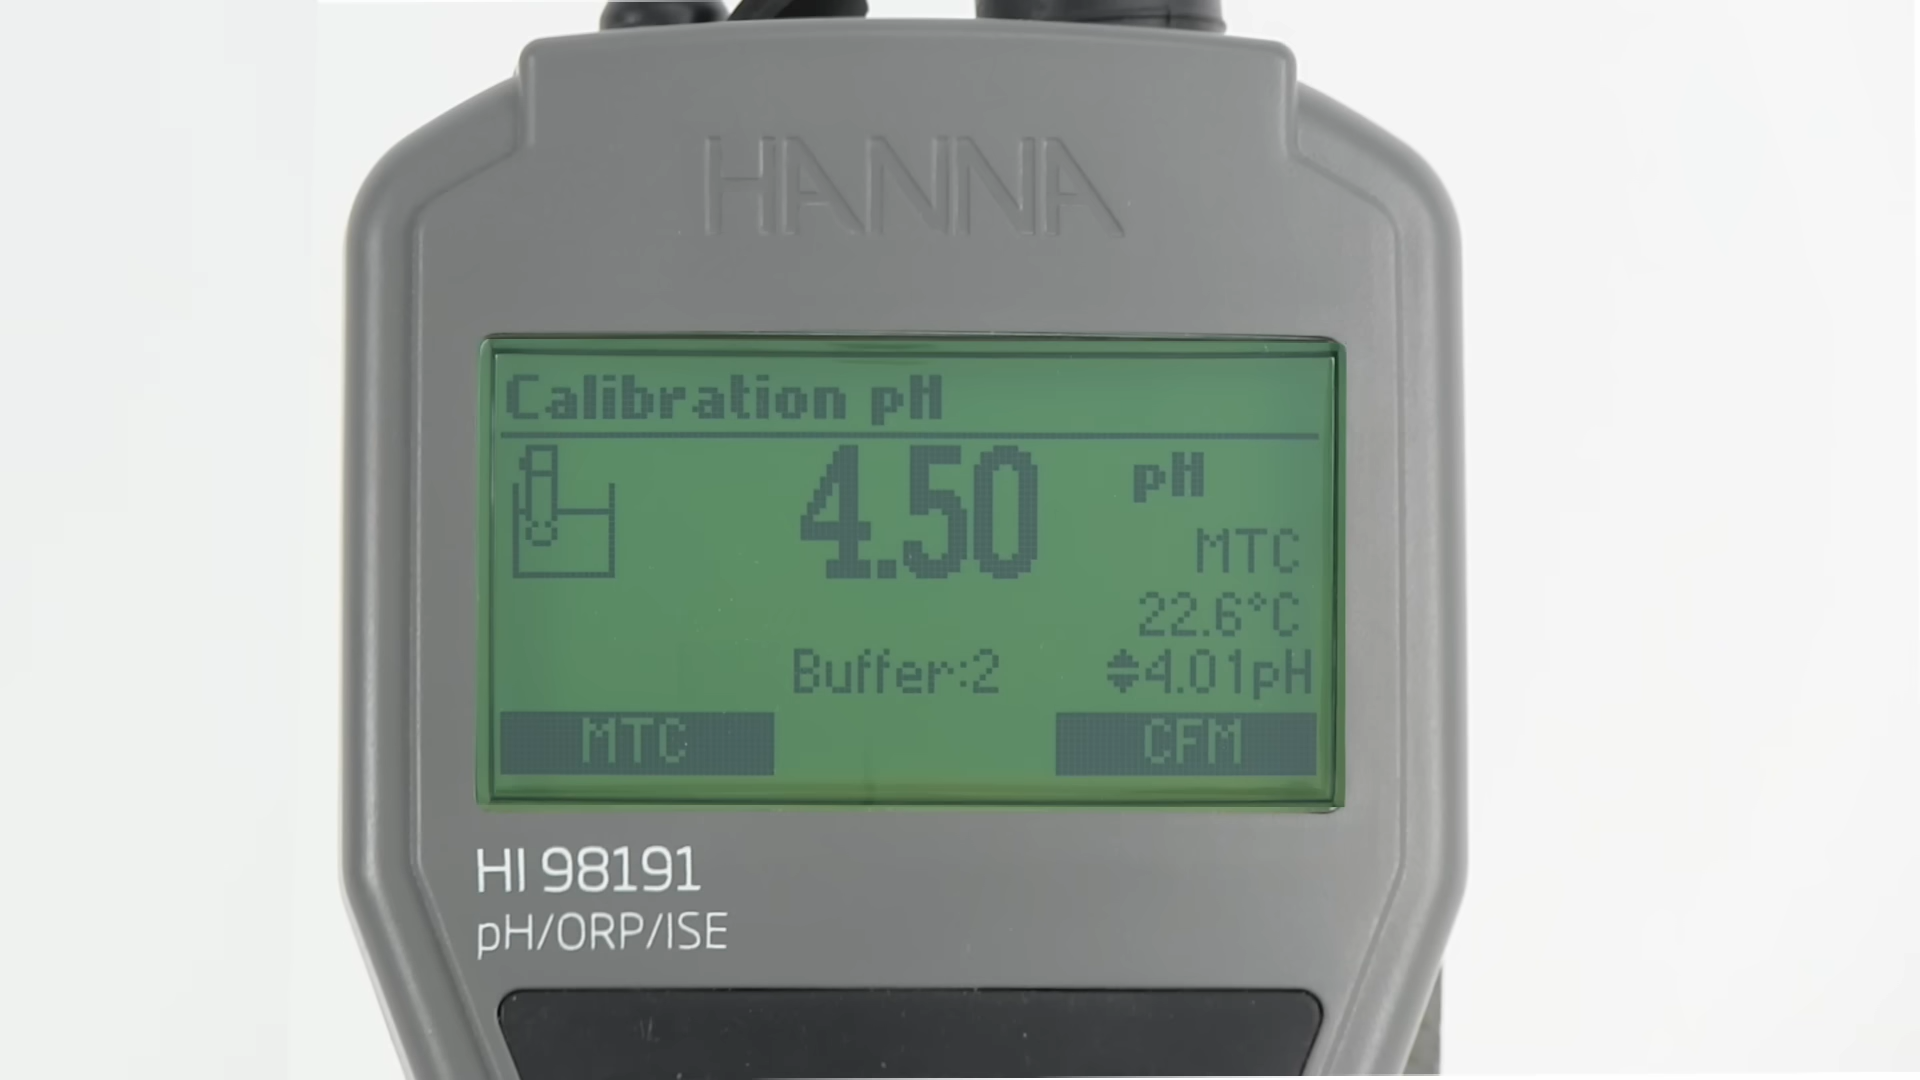 HANNA
Calibration pH
4.50 pH
MTC
22.6°C
Buffer:2 4.01pH
MTC CFM
HI 98191
pH/ORP/ISE